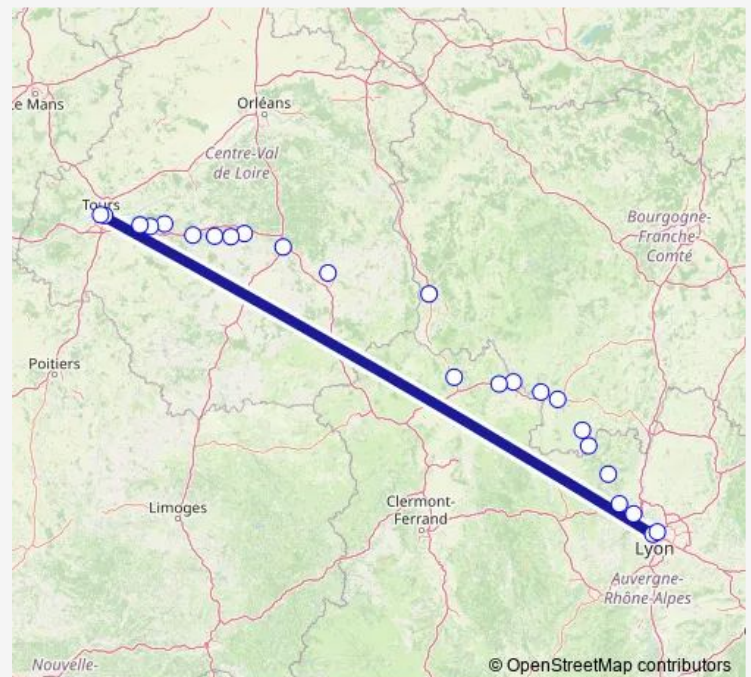 Le Mans
Orléans
Centre-Val
de Loire
Tours
Bourgogne-
Franche-
Comté
Poitiers
Limoges
Clermont-
Ferrand
Lyon
Auvergne-
Rhône-Alpes
Nouvelle-
© OpenStreetMap contributors